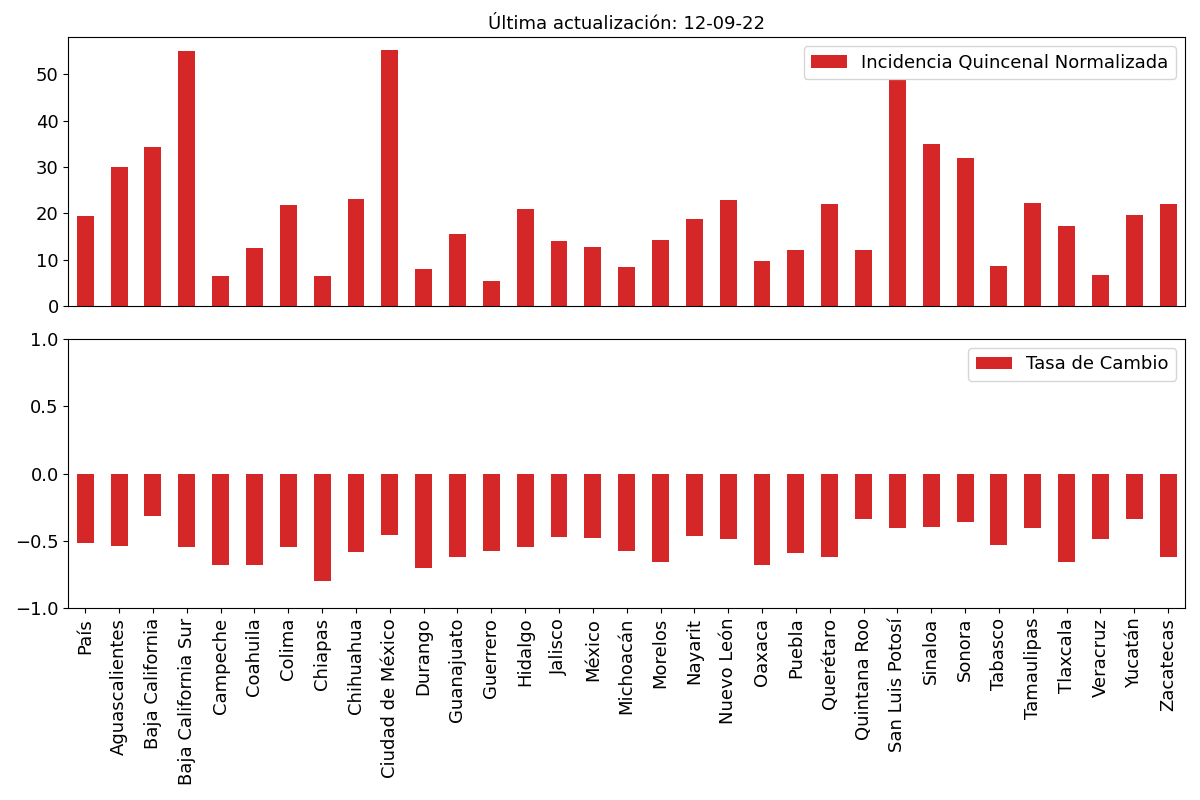 Última actualización: 12-09-22
Incidencia Quincenal Normalizada
50
40
30
20
10
0
Tasa de Cambio
1.0
0.5
0.0
−0.5
−1.0
País
Aguascalientes
Baja California
Baja California Sur
Campeche
Coahuila
Colima
Chiapas
Chihuahua
Ciudad de México
Durango
Guanajuato
Guerrero
Hidalgo
Jalisco
México
Michoacán
Morelos
Nayarit
Nuevo León
Oaxaca
Puebla
Querétaro
Quintana Roo
San Luis Potosí
Sinaloa
Sonora
Tabasco
Tamaulipas
Tlaxcala
Veracruz
Yucatán
Zacatecas